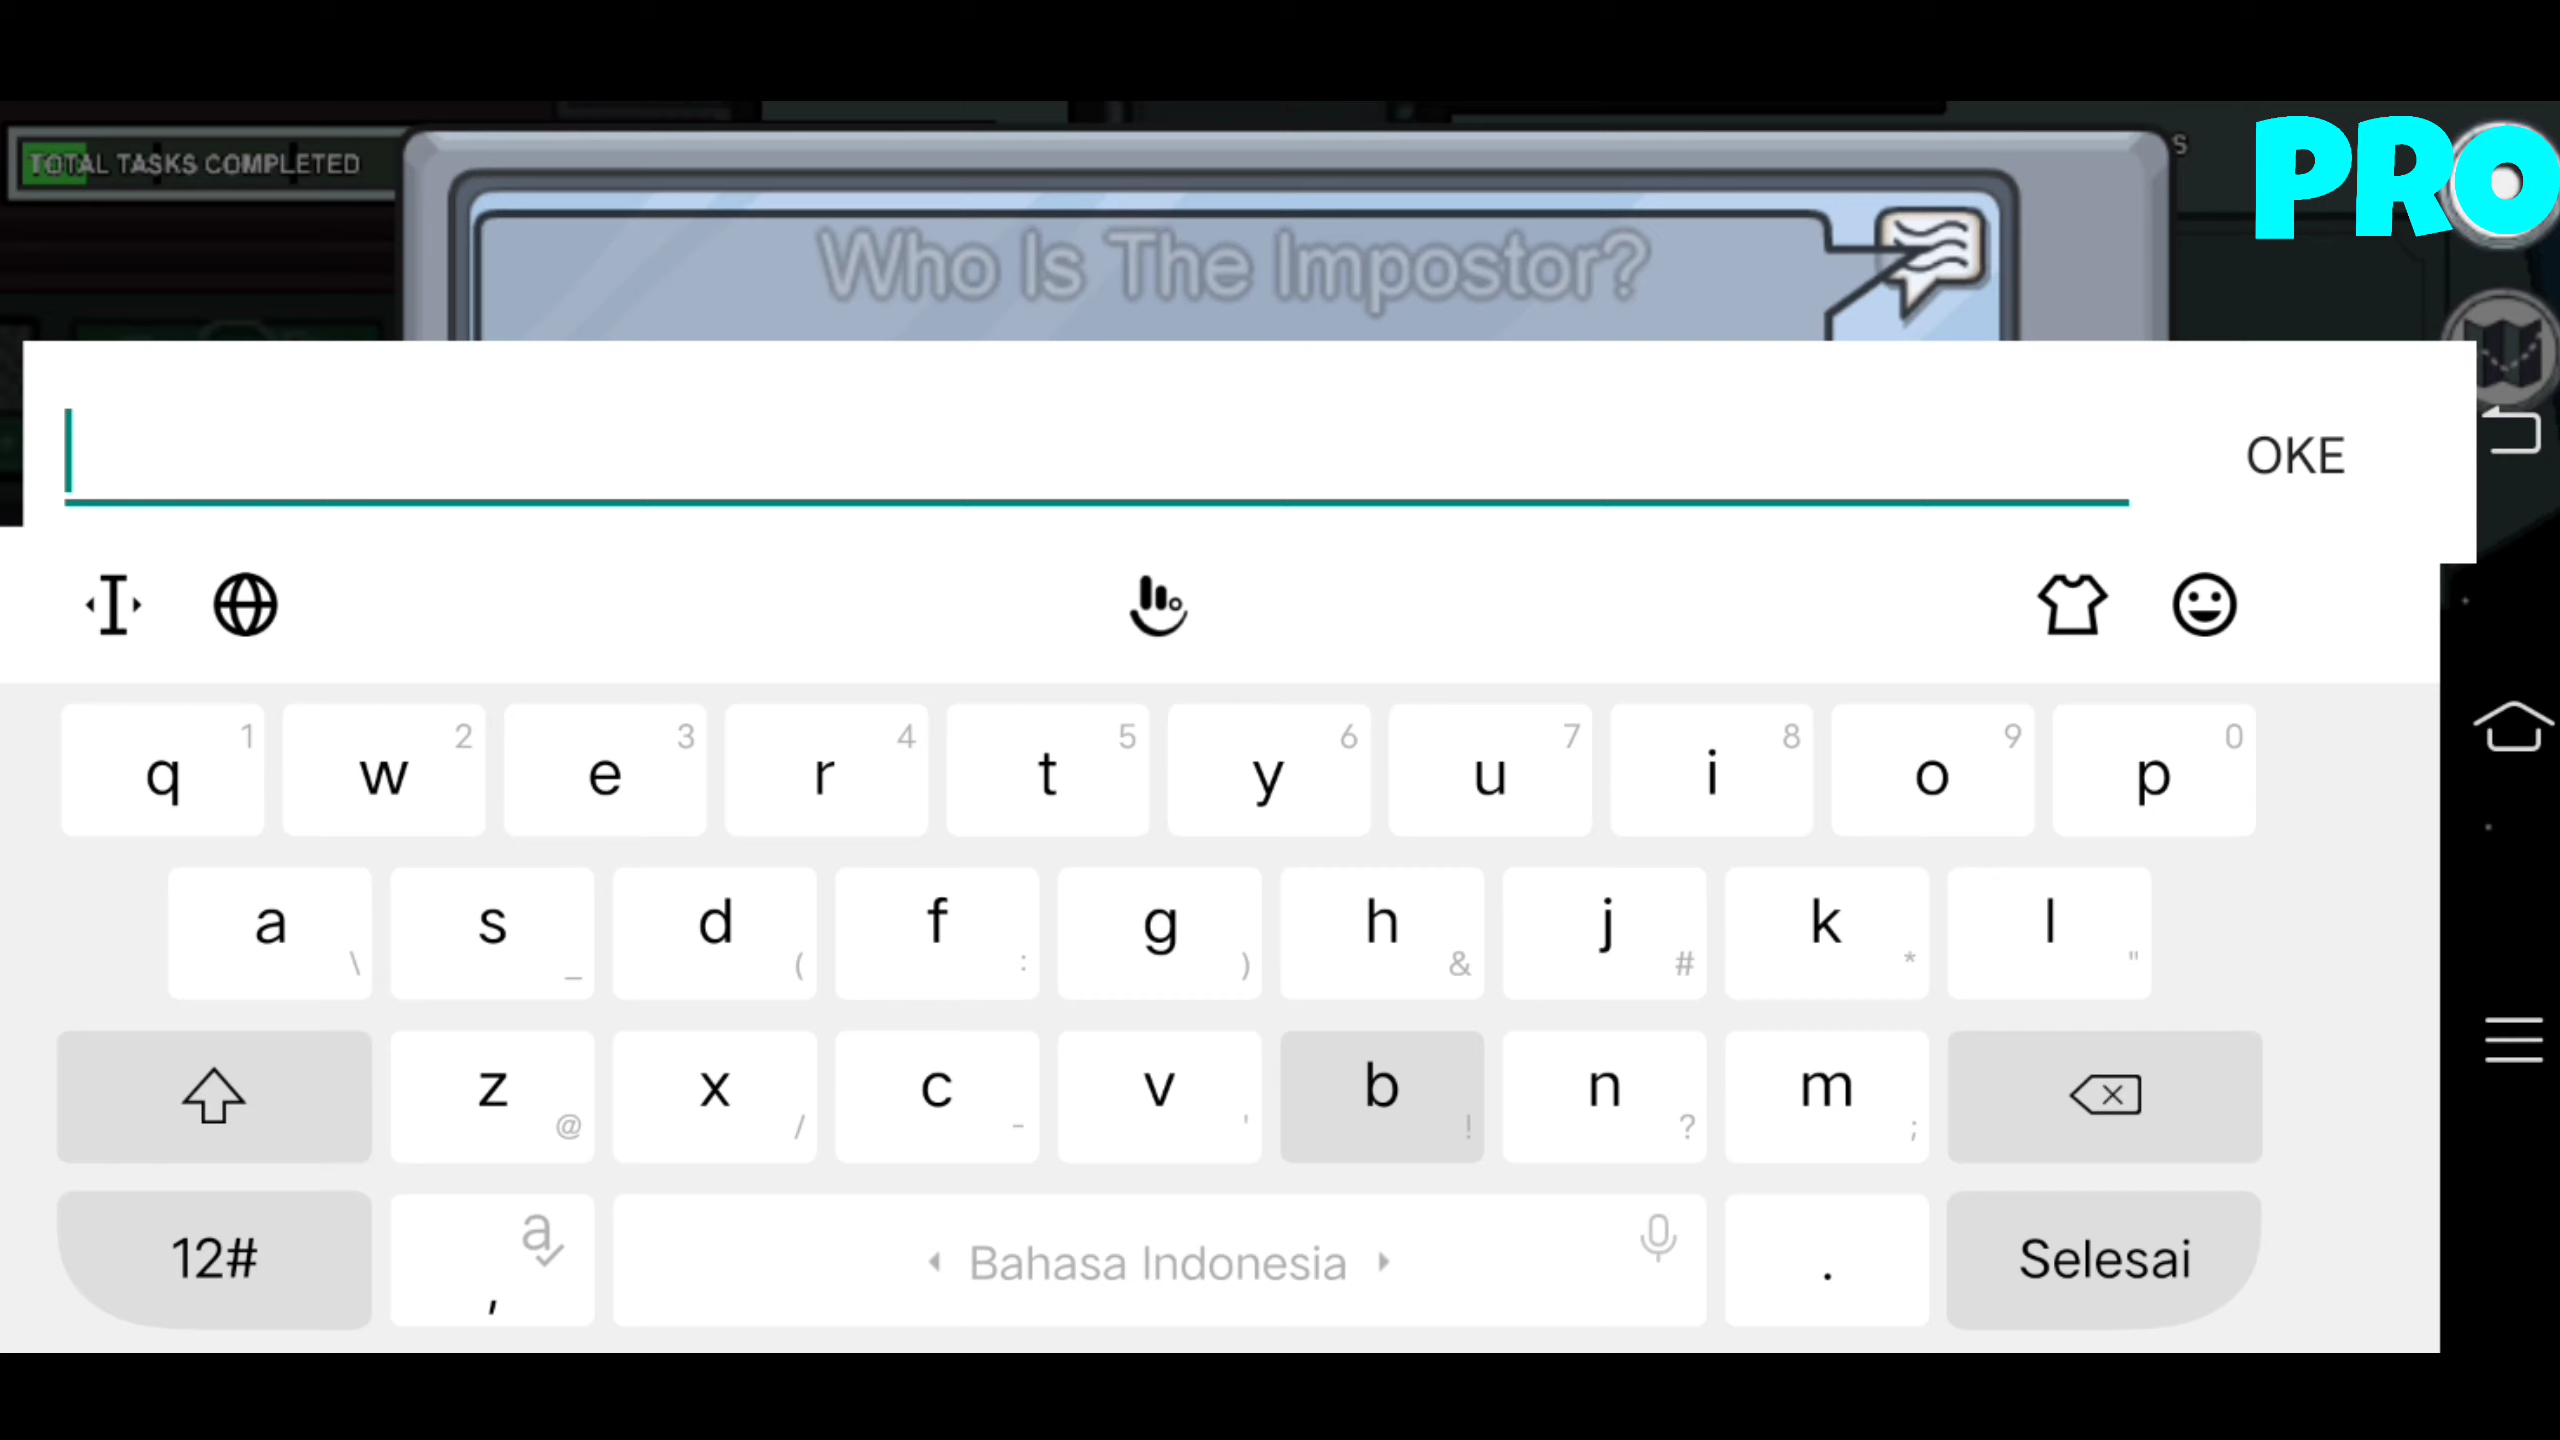 TOTAL TASKS COMPLETED
s
PRO
Who Is The Impostor?
OKE
q 1 w 2 e 3 r 4 t 5 y 6 u 7 i 8 o 9 p 0
a \ s _ d ( f : g ) h & j # k * l "
z @ x / c - v ' b ! n ? m ;
12# , a Bahasa Indonesia . Selesai